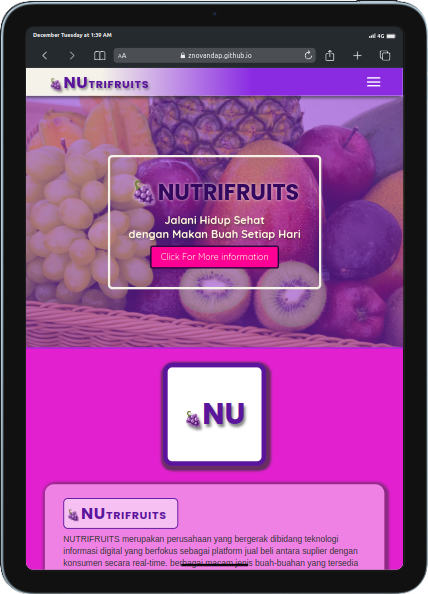 December Tuesday at 1:39 AM
4G
AA
znovandap.github.io
NUTRIFRUITS
NUTRIFRUITS
Jalani Hidup Sehat
dengan Makan Buah Setiap Hari
Click For More information
NU
NUTRIFRUITS
NUTRIFRUITS merupakan perusahaan yang bergerak dibidang teknologi
informasi digital yang berfokus sebagai platform jual beli antara suplier dengan
konsumen secara real-time. berbagai macam jenis buah-buahan yang tersedia